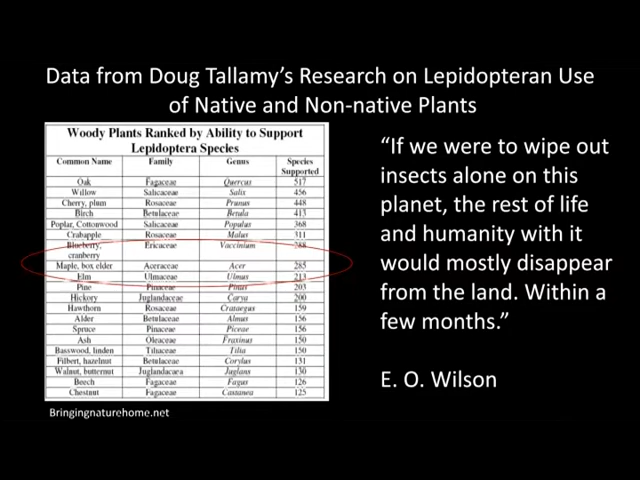 Data from Doug Tallamy's Research on Lepidopteran Use
of Native and Non-native Plants
Woody Plants Ranked by Ability to Support
Lepidoptera Species
Common Name Family Genus Species
Supported
Oak Fagaceae Quercus 517
Willow Salicaceae Salix 456
Cherry, plum Rosaceae Prunus 448
Birch Betulaceae Betula 413
Poplar, Cottonwood Salicaceae Populus 368
Crabapple Rosaceae Malus 311
Blueberry, Ericaceae Vaccinium 288
cranberry
Maple, box elder Aceraceae Acer 285
Elm Ulmaceae Ulmus 213
Pine Pinaceae Pinus 203
Hickory Juglandaceae Carya 200
Hawthorn Rosaceae Crataegus 159
Alder Betulaceae Alnus 156
Spruce Pinaceae Piceae 156
Ash Oleaceae Fraxinus 150
Basswood, linden Tiliaceae Tilia 150
Filbert, hazelnut Betulaceae Corylus 131
Walnut, butternut Juglandacea Juglans 130
Beech Fagaceae Fagus 126
Chestnut Fagaceae Castanea 125
Bringingnaturehome.net
"If we were to wipe out
insects alone on this
planet, the rest of life
and humanity with it
would mostly disappear
from the land. Within a
few months."
E. O. Wilson